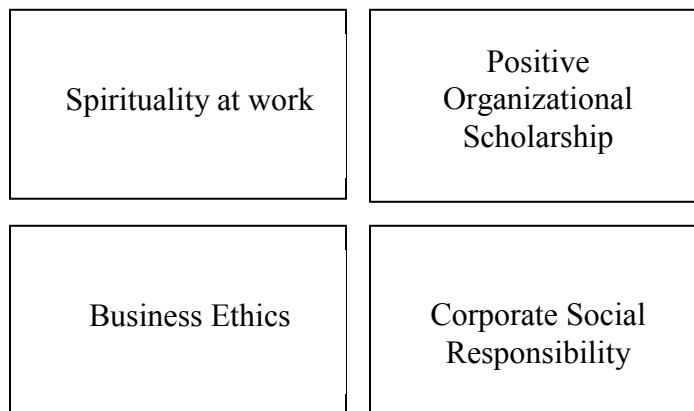 Spirituality at work
Positive
Organizational
Scholarship
Business Ethics
Corporate Social
Responsibility